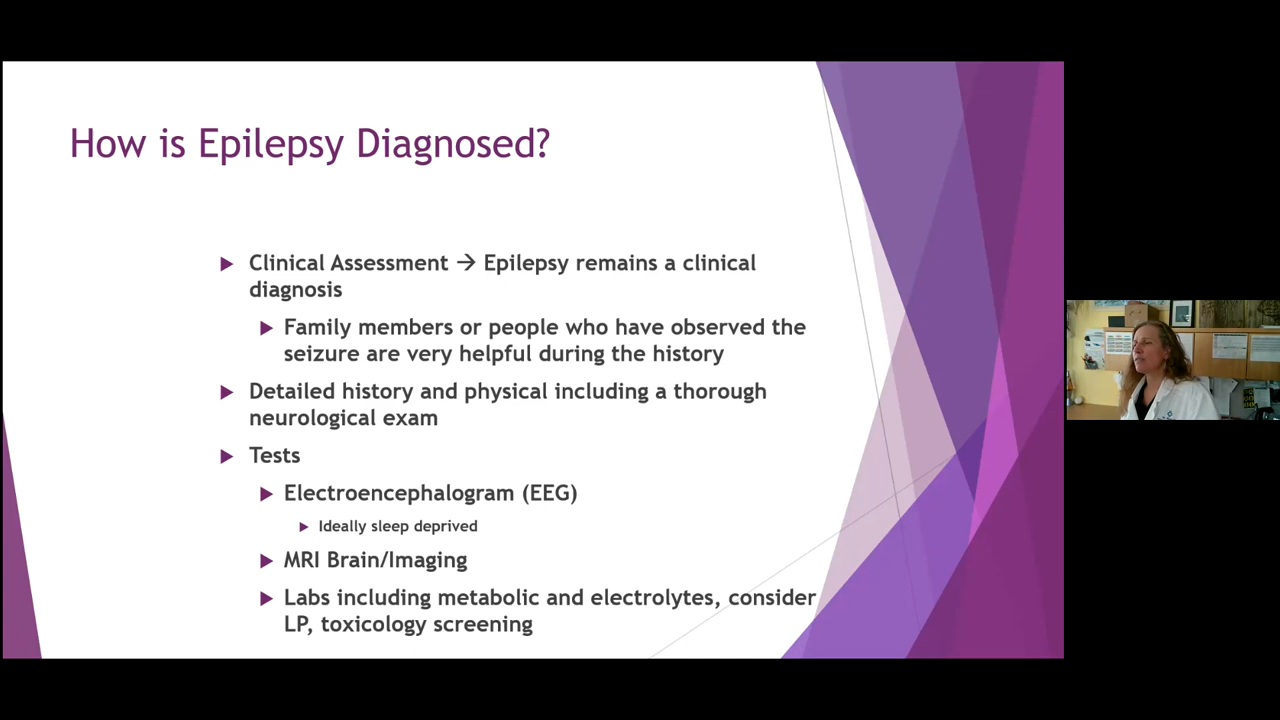 How is Epilepsy Diagnosed?
Clinical Assessment → Epilepsy remains a clinical
diagnosis
Family members or people who have observed the
seizure are very helpful during the history
Detailed history and physical including a thorough
neurological exam
Tests
Electroencephalogram (EEG)
Ideally sleep deprived
MRI Brain/Imaging
Labs including metabolic and electrolytes, consider
LP, toxicology screening